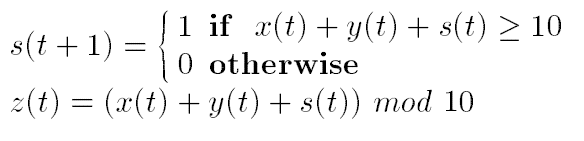 s(t + 1) = { 1 if x(t) + y(t) + s(t) ≥ 10
0 otherwise
z(t) = (x(t) + y(t) + s(t)) mod 10